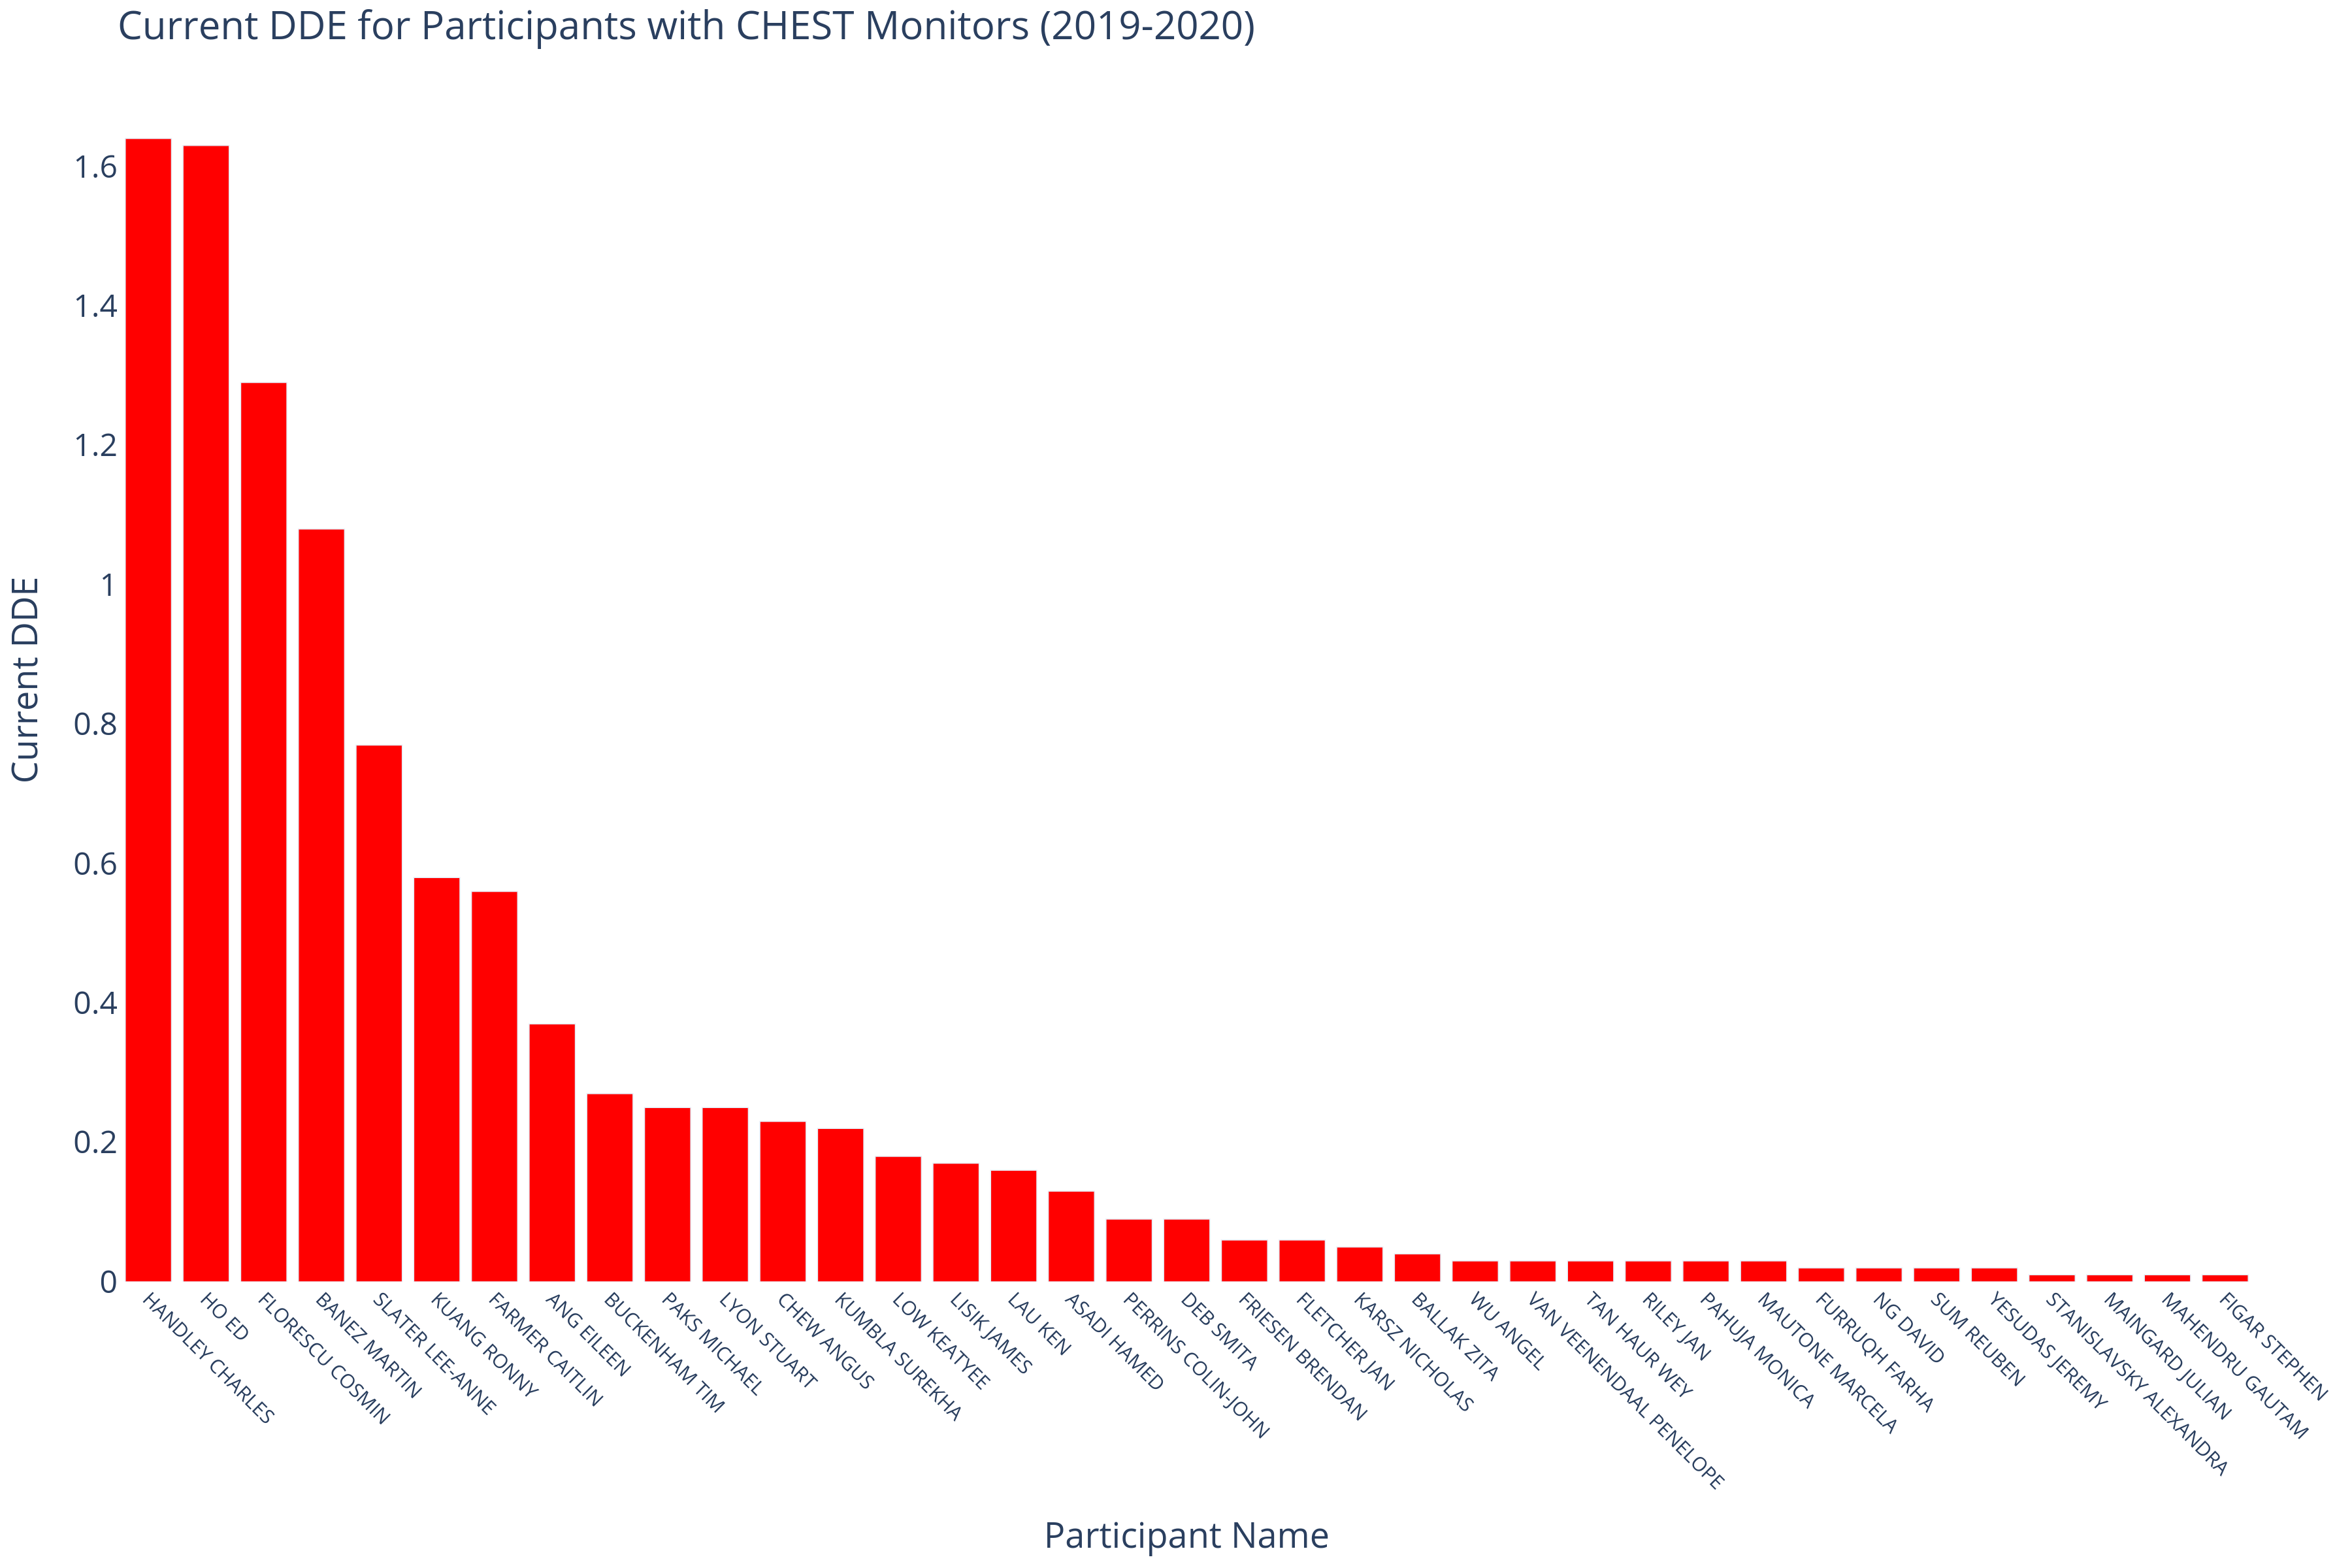 Current DDE for Participants with CHEST Monitors (2019-2020)
1.6
1.4
1.2
1
0.8
0.6
0.4
0.2
0
Current DDE
HANDLEY CHARLES
HO ED
FLORESCU COSMIN
BANEZ MARTIN
SLATER LEE-ANNE
KUANG RONNY
FARMER CAITLIN
ANG EILEEN
BUCKENHAM TIM
PAKS MICHAEL
LYON STUART
CHEW ANGUS
KUMBLA SUREKHA
LOW KEATYEE
LISIK JAMES
LAU KEN
ASADI HAMED
PERRINS COLIN-JOHN
DEB SMITA
FRIESEN BRENDAN
FLETCHER JAN
KARSZ NICHOLAS
BALLAK ZITA
WU ANGEL
VAN VEENENDAAL PENELOPE
TAN HAUR WEY
RILEY JAN
PAHUJA MONICA
MAUTONE MARCELA
FURRUQH FARHA
NG DAVID
SUM REUBEN
YESUDAS JEREMY
STANISLAVSKY ALEXANDRA
MAINGARD JULIAN
MAHENDRU GAUTAM
FIGAR STEPHEN
Participant Name